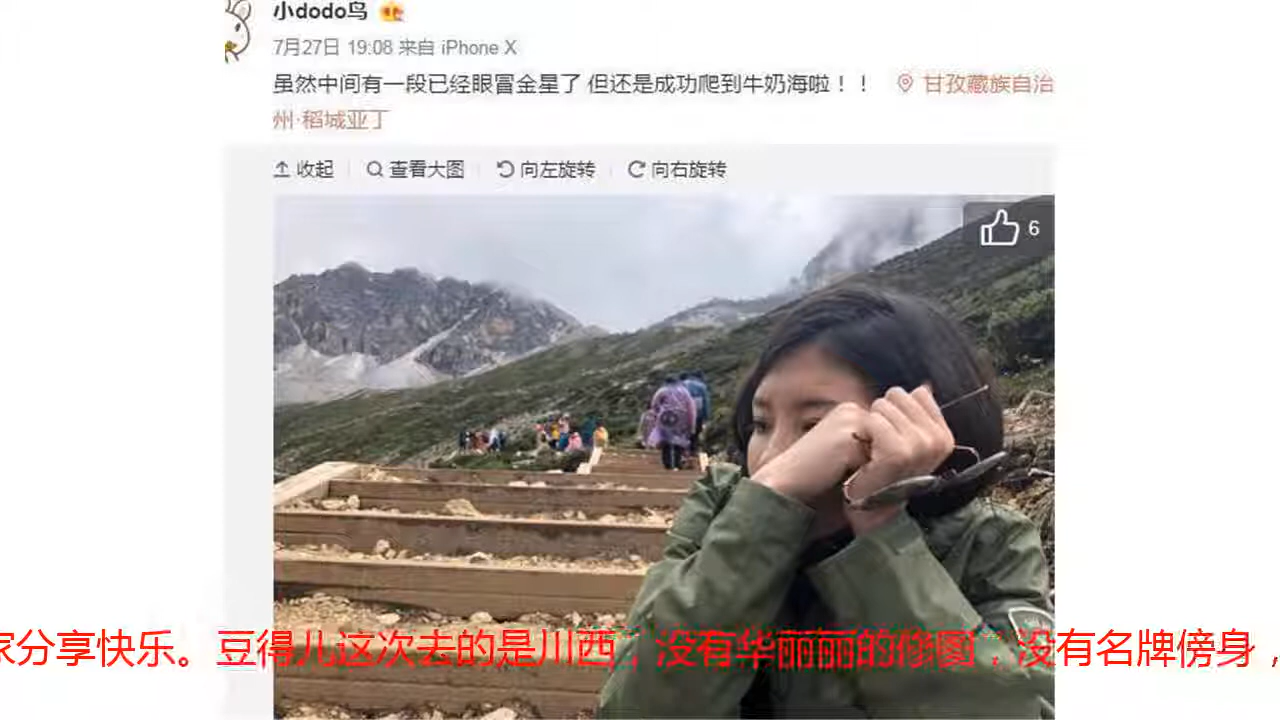 小dodo鸟
7月27日 19:08 来自 iPhone X
虽然中间有一段已经眼冒金星了 但还是成功爬到牛奶海啦！！ 甘孜藏族自治
州·稻城亚丁
收起 查看大图 向左旋转 向右旋转
6
家分享快乐。豆得儿这次去的是川西，没有华丽丽的修图，没有名牌傍身，